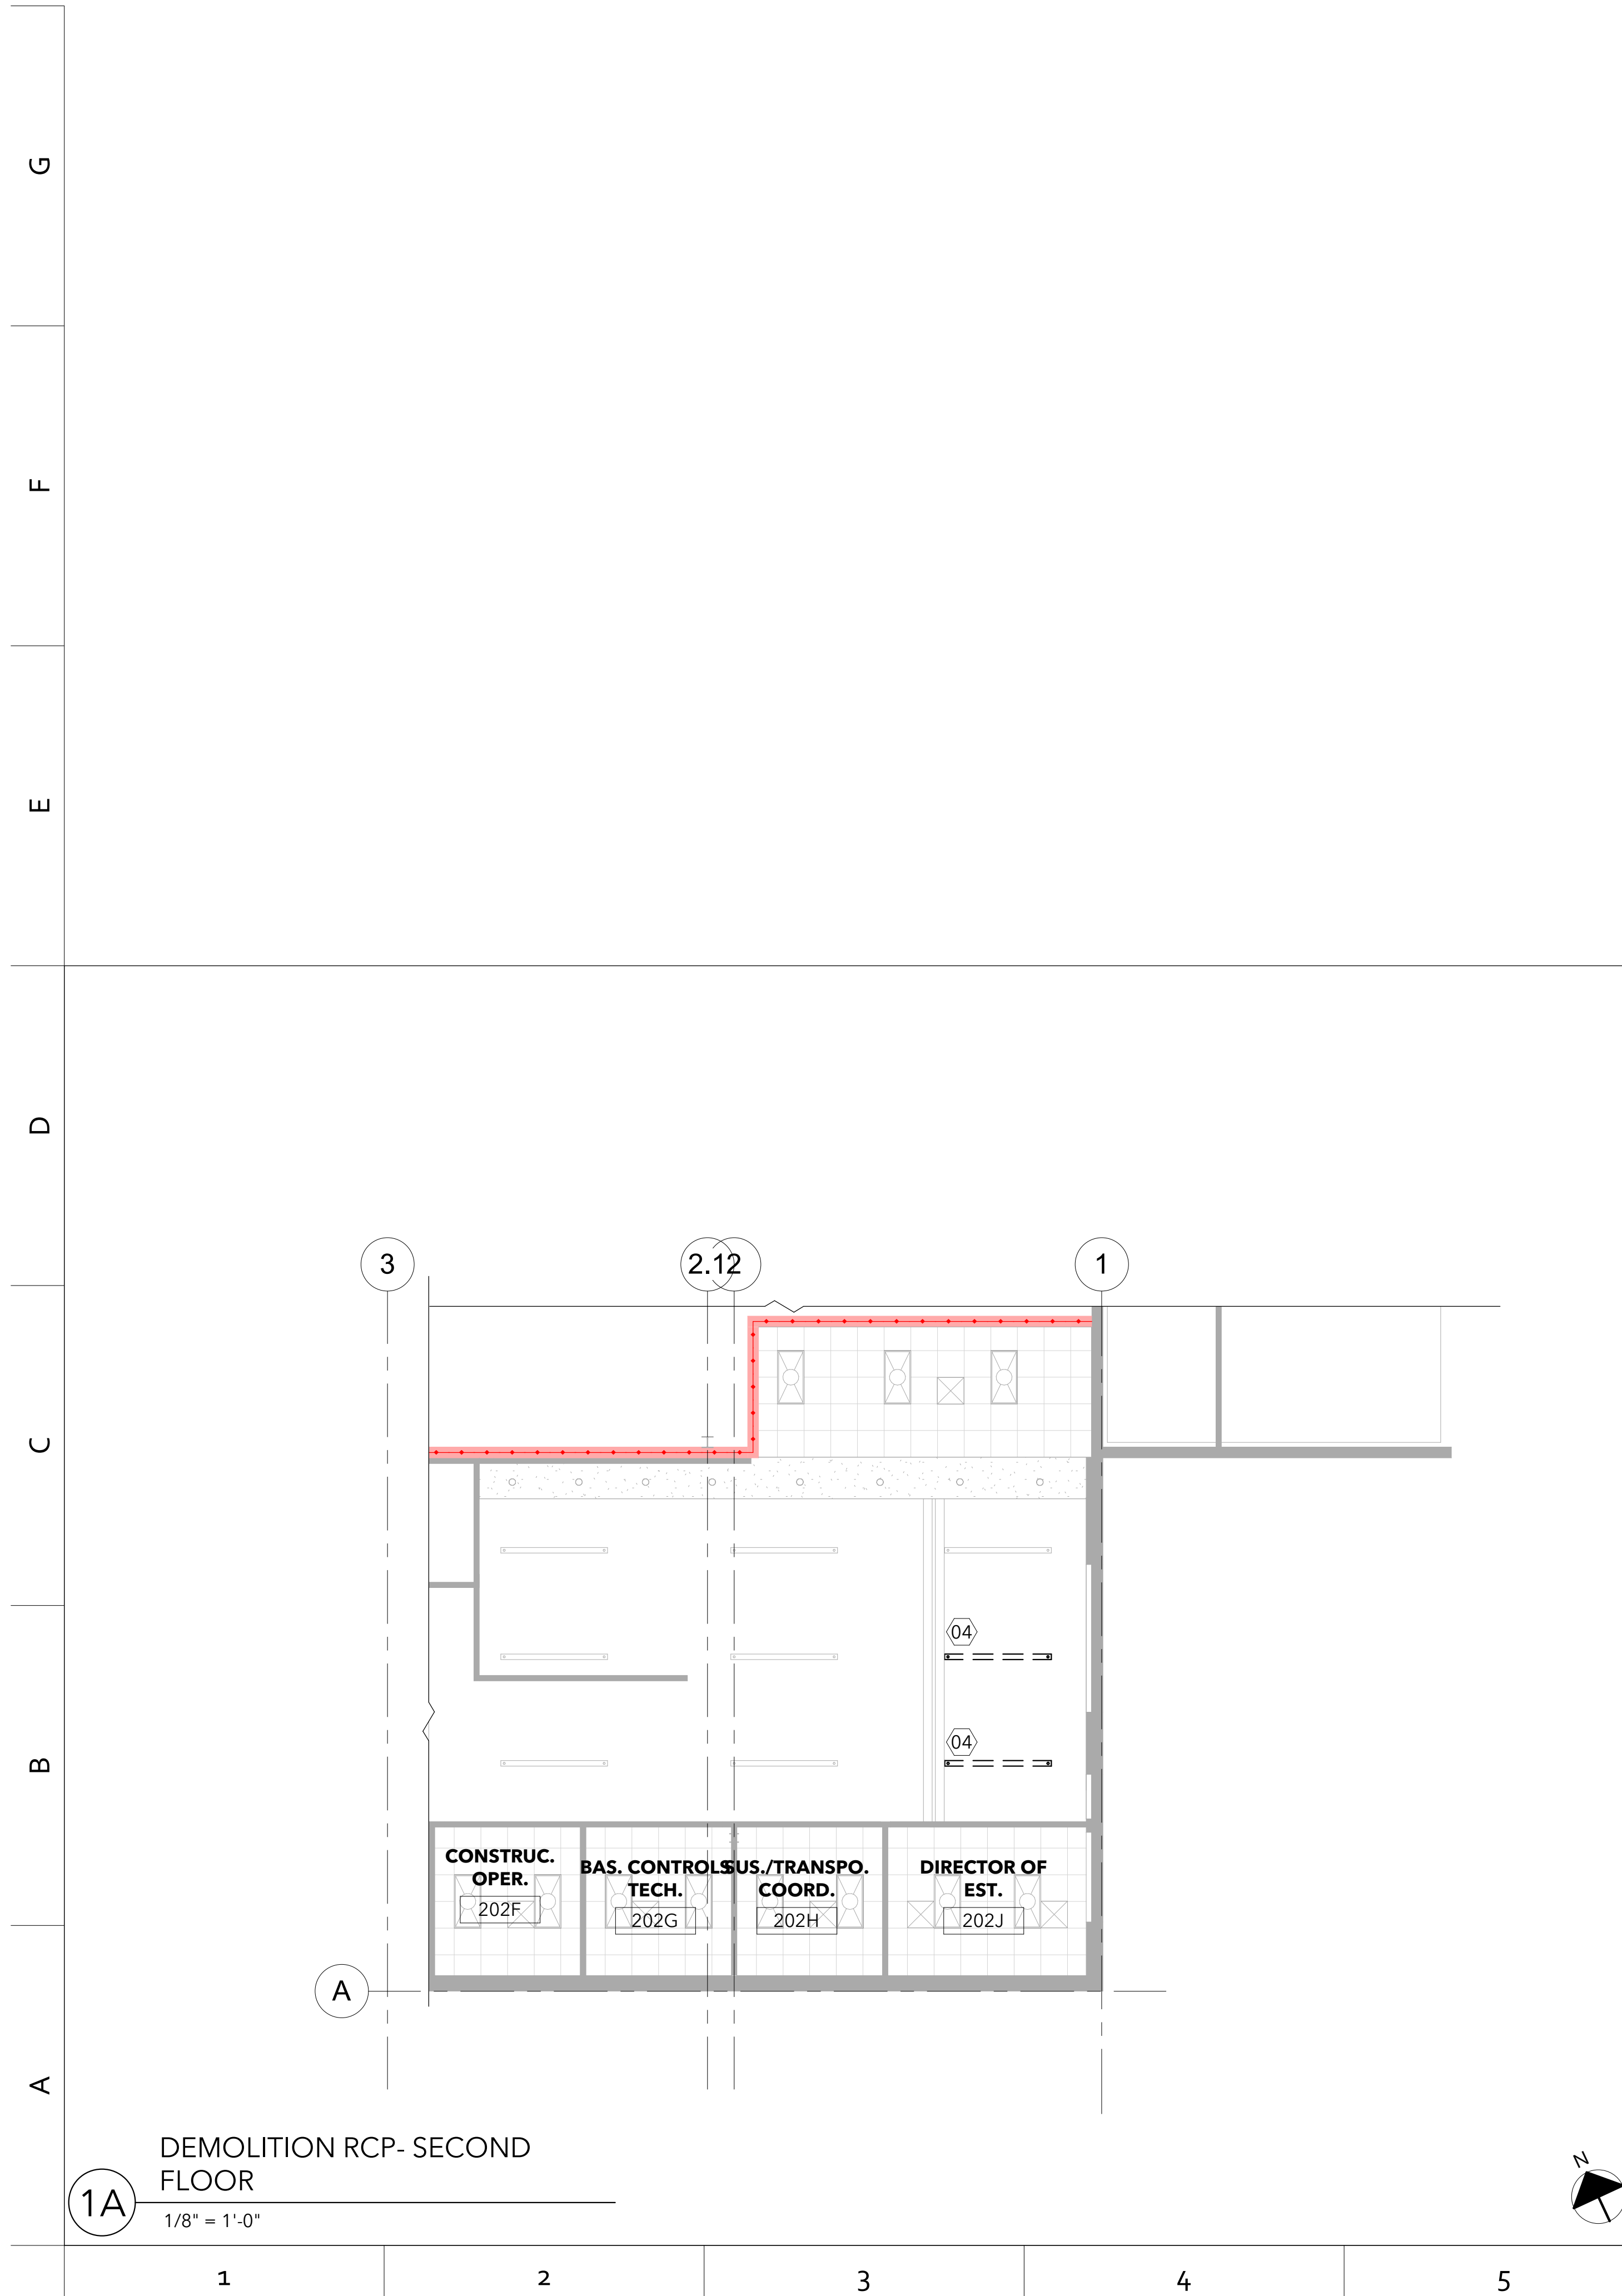 G
F
E
D
C
B
A
3
2.1
2
1
04
04
CONSTRUC.
OPER.
202F
BAS. CONTROLS
TECH.
202G
SUS./TRANSPO.
COORD.
202H
DIRECTOR OF
EST.
202J
A
DEMOLITION RCP- SECOND
FLOOR
1A
1/8" = 1'-0"
N
1
2
3
4
5